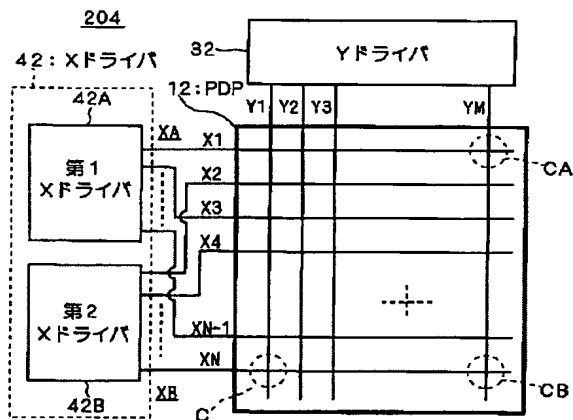 204
42:Xドライバ
42A
第1
Xドライバ
第2
Xドライバ
42B
32
Yドライバ
12:PDP
Y1 Y2 Y3 YM
XA
X1
X2
X3
X4
XN-1
XN
XB
C
CA
CB